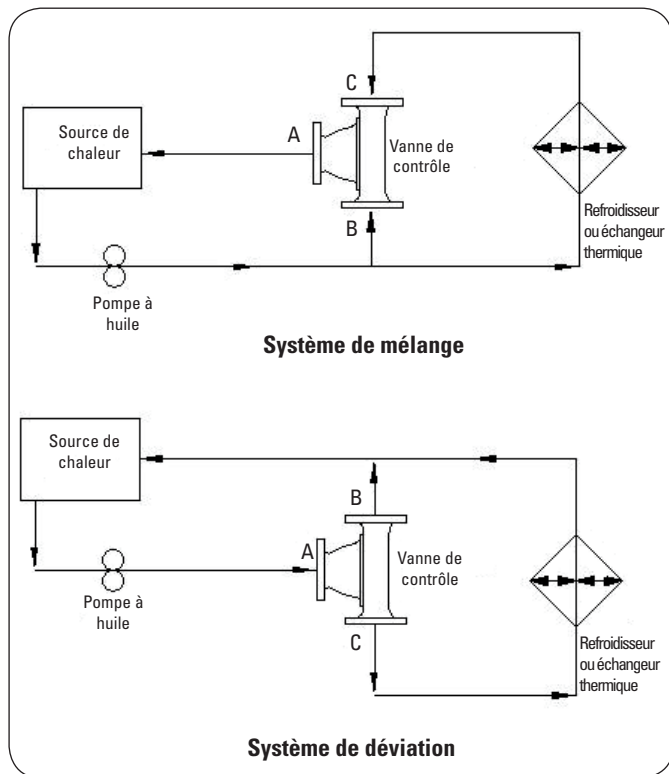 C
Source de
chaleur
A
Vanne de
contrôle
B
Refroidisseur
ou échangeur
thermique
Pompe à
huile
Système de mélange
Source de
chaleur
B
A
Vanne de
contrôle
Pompe à
huile
C
Refroidisseur
ou échangeur
thermique
Système de déviation